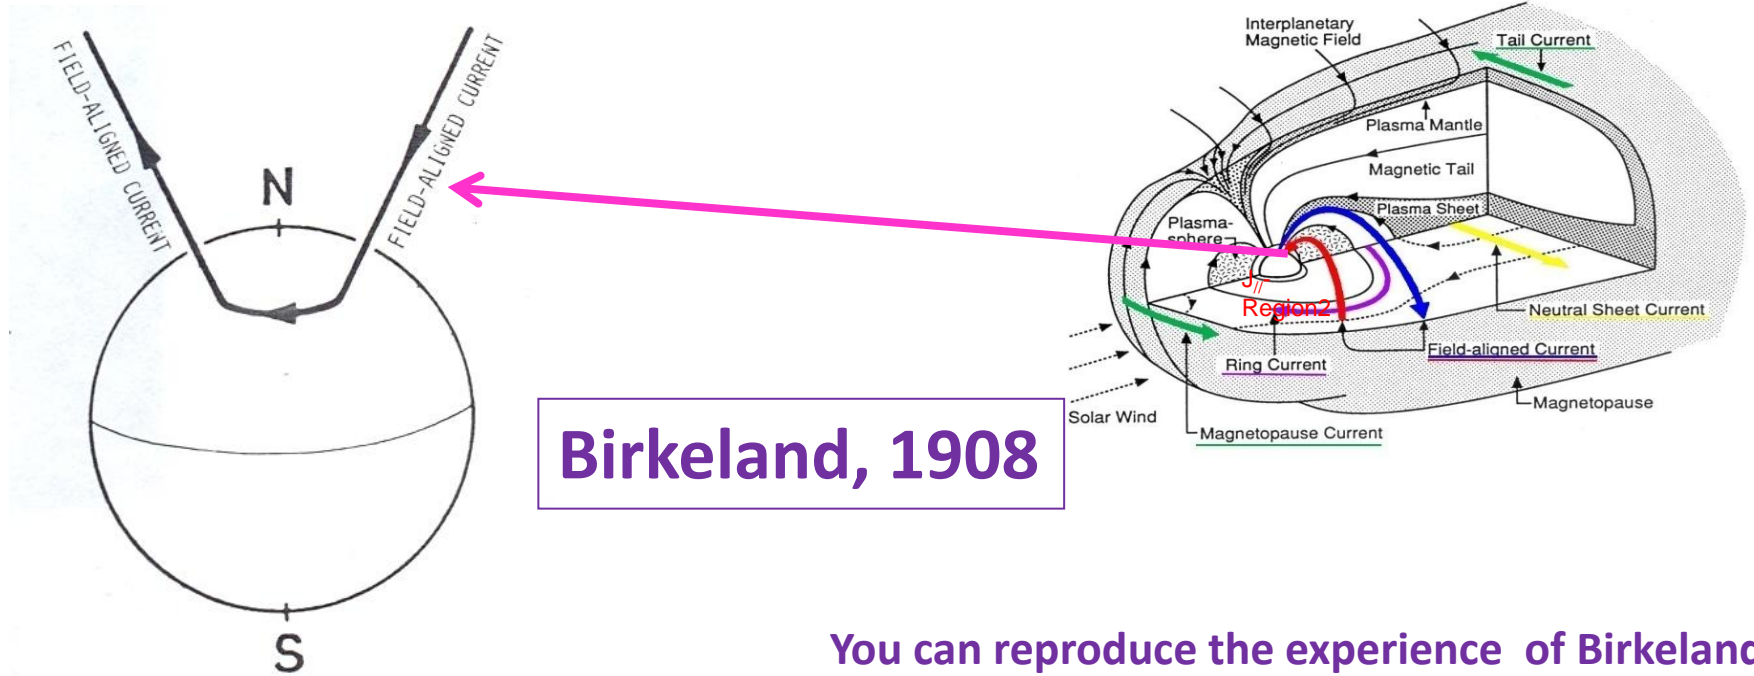 FIELD-ALIGNED CURRENT
FIELD-ALIGNED CURRENT
N
S
Birkeland, 1908
Interplanetary
Magnetic Field
Tail Current
Plasma Mantle
Magnetic Tail
Plasma Sheet
Plasma-
sphere
J//
Region2
Neutral Sheet Current
Field-aligned Current
Ring Current
Magnetopause
Solar Wind
Magnetopause Current
You can reproduce the experience of Birkeland